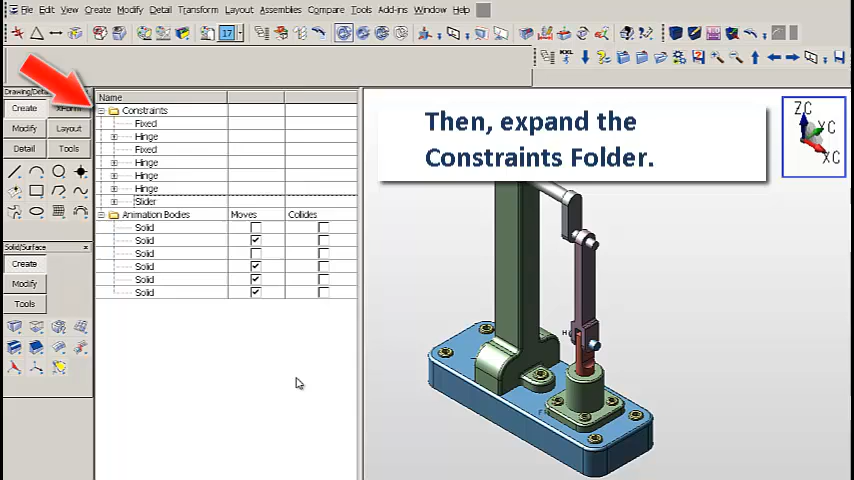 File Edit View Create Modify Detail Transform Layout Assemblies Compare Tools Add-ins Window Help
17
Drawing/Deta
Create XForm
Modify Layout
Detail Tools
Solid/Surface
Create
Modify
Tools
Name
Constraints
Fixed
Hinge
Fixed
Hinge
Hinge
Hinge
Slider
Animation Bodies Moves Collides
Solid
Solid
Solid
Solid
Solid
Solid
Then, expand the
Constraints Folder.
ZC
YC
XC